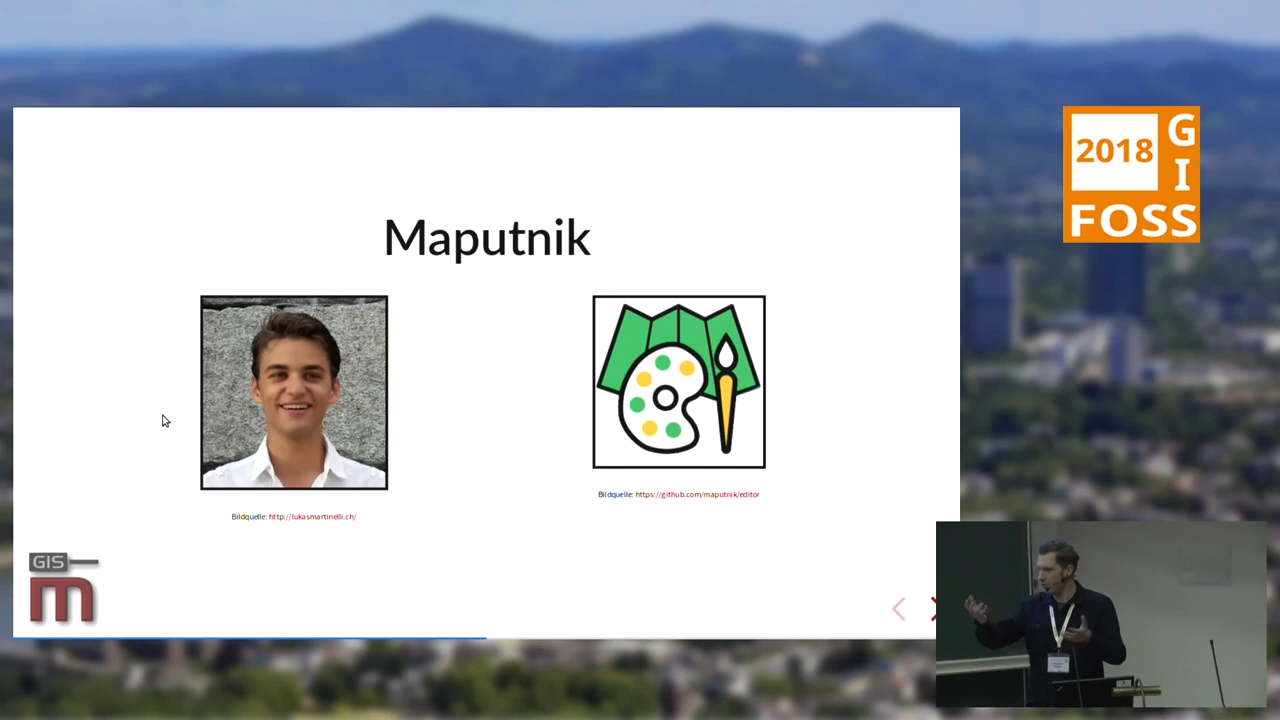 Maputnik
Bildquelle: http://lukasmartinelli.ch/
Bildquelle: https://github.com/maputnik/editor
GIS
m
2018
G
I
FOSS